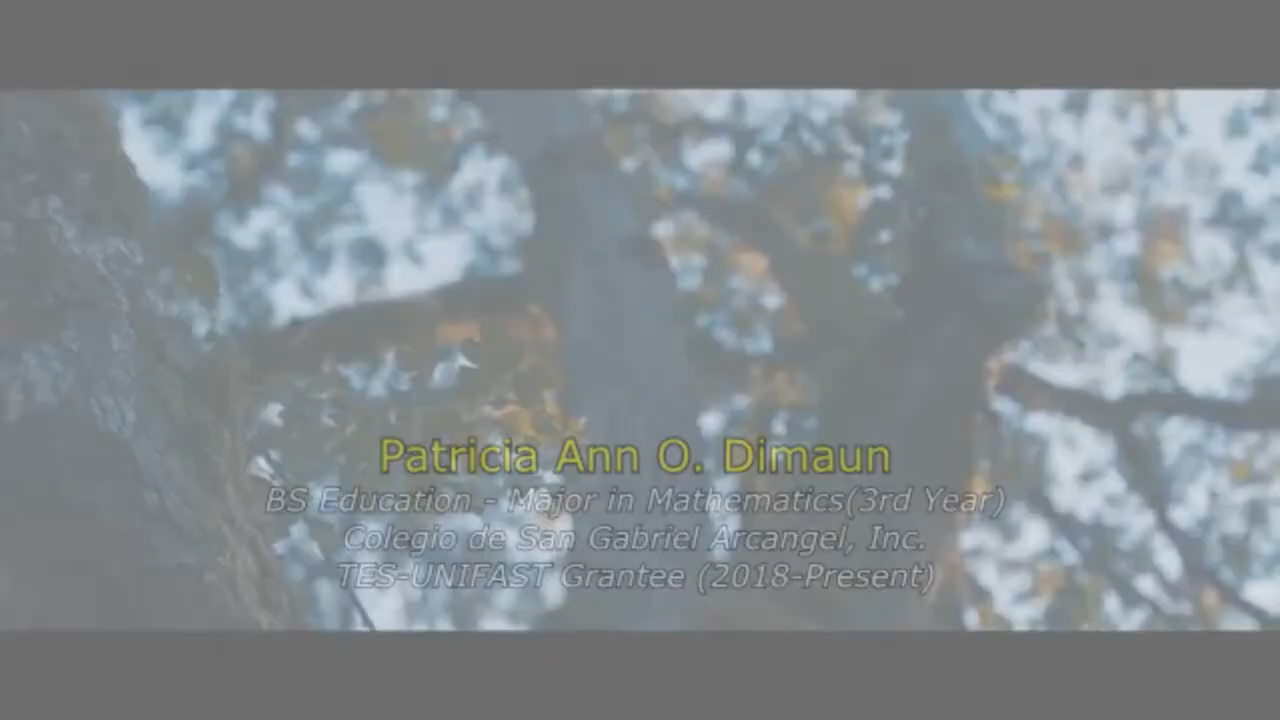 Patricia Ann O. Dimaun
BS Education - Major in Mathematics(3rd Year)
Colegio de San Gabriel Arcangel, Inc.
TES-UNIFAST Grantee (2018-Present)